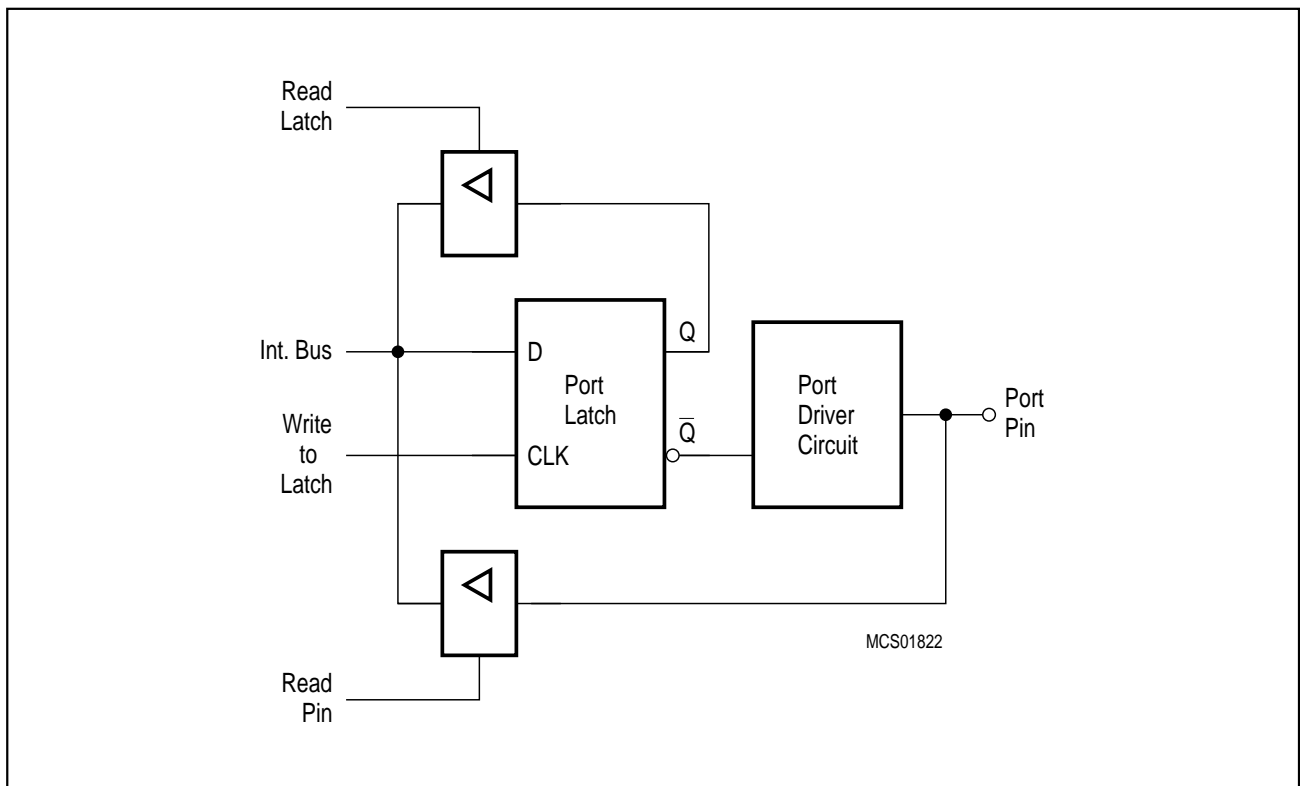 Read
Latch
Int. Bus
D
Q
Port
Latch
Q̅
Port
Driver
Circuit
Port
Pin
Write
to
Latch
CLK
MCS01822
Read
Pin